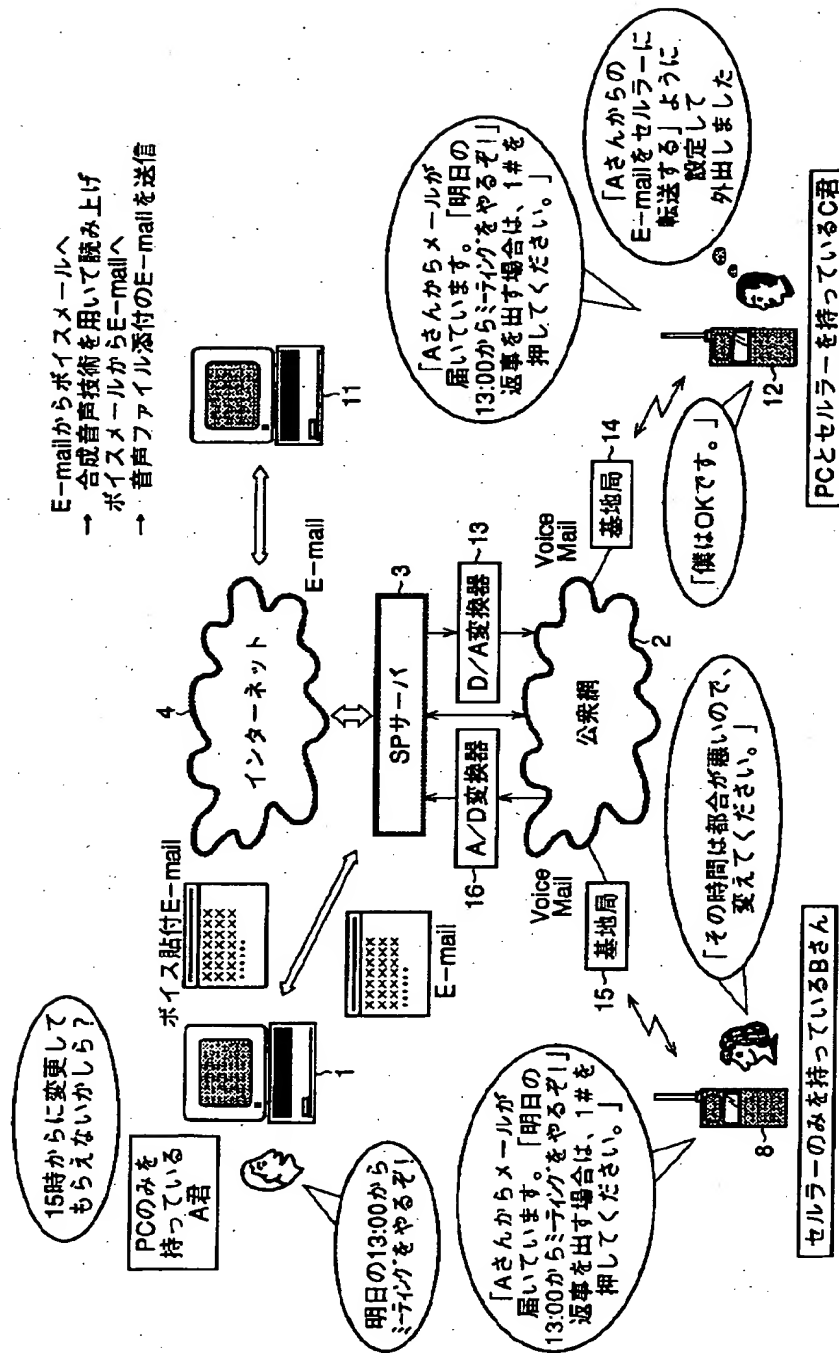 E-mailからボイスメールへ
→ 合成音声技術を用いて読み上げ
ボイスメールからE-mailへ
→ 音声ファイル添付のE-mailを送信
15時からに変更して
もらえないかしら?
PCのみを
持っている
A君
明日の13:00から
ミーティングをやるぞ!
1
ボイス貼付E-mail
XXXXXXX
XXXXXXX
XXXXXXX
......
E-mail
XXXXXXX
XXXXXXX
XXXXXXX
......
4
インターネット
E-mail
11
SPサーバ
3
16
A/D変換器
D/A変換器
13
Voice
Mail
公衆網
2
Voice
Mail
15
基地局
基地局
14
「Aさんからメールが
届いています。「明日の
13:00からミーティングをやるぞ!」
返事を出す場合は、1#を
押してください。」
8
「その時間は都合が悪いので、
変えてください。」
セルラーのみを持っているBさん
「Aさんからメールが
届いています。「明日の
13:00からミーティングをやるぞ!」
返事を出す場合は、1#を
押してください。」
「Aさんからの
E-mailをセルラーに
転送する」ように
設定して
外出しました
「僕はOKです。」
12
PCとセルラーを持っているC君